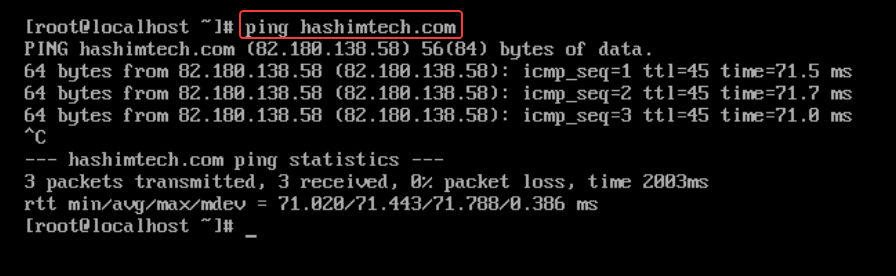 [root@localhost ~]# ping hashimtech.com
PING hashimtech.com (82.180.138.58) 56(84) bytes of data.
64 bytes from 82.180.138.58 (82.180.138.58): icmp_seq=1 ttl=45 time=71.5 ms
64 bytes from 82.180.138.58 (82.180.138.58): icmp_seq=2 ttl=45 time=71.7 ms
64 bytes from 82.180.138.58 (82.180.138.58): icmp_seq=3 ttl=45 time=71.0 ms
^C
--- hashimtech.com ping statistics ---
3 packets transmitted, 3 received, 0% packet loss, time 2003ms
rtt min/avg/max/mdev = 71.020/71.443/71.788/0.386 ms
[root@localhost ~]# _